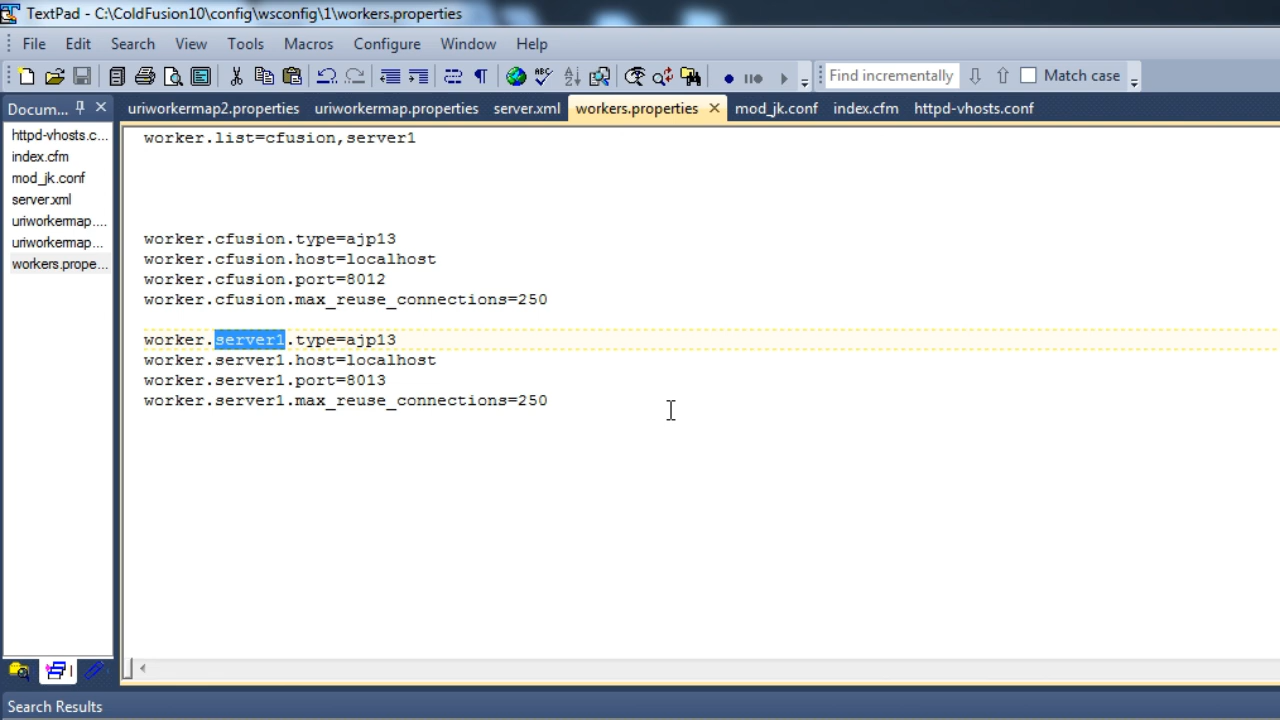 TextPad - C:\ColdFusion10\config\wsconfig\1\workers.properties
File Edit Search View Tools Macros Configure Window Help
Find incrementally Match case
Docum...
uriworkermap2.properties uriworkermap.properties server.xml workers.properties mod_jk.conf index.cfm httpd-vhosts.conf
httpd-vhosts.c...
index.cfm
mod_jk.conf
server.xml
uriworkermap....
uriworkermap...
workers.prope...
worker.list=cfusion,server1
worker.cfusion.type=ajp13
worker.cfusion.host=localhost
worker.cfusion.port=8012
worker.cfusion.max_reuse_connections=250
worker.server1.type=ajp13
worker.server1.host=localhost
worker.server1.port=8013
worker.server1.max_reuse_connections=250
Search Results